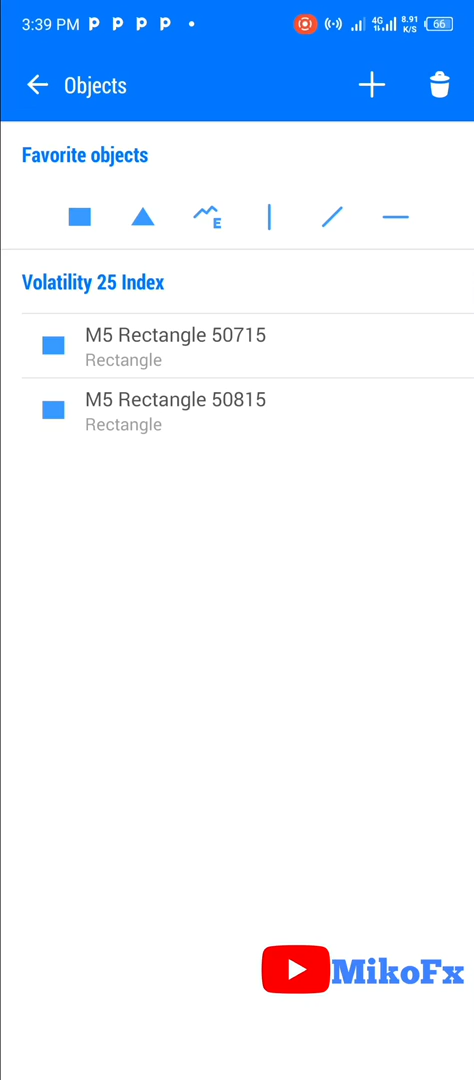 3:39 PM
4G
8.91
K/S
66
Objects
Favorite objects
E
Volatility 25 Index
M5 Rectangle 50715
Rectangle
M5 Rectangle 50815
Rectangle
MikoFx